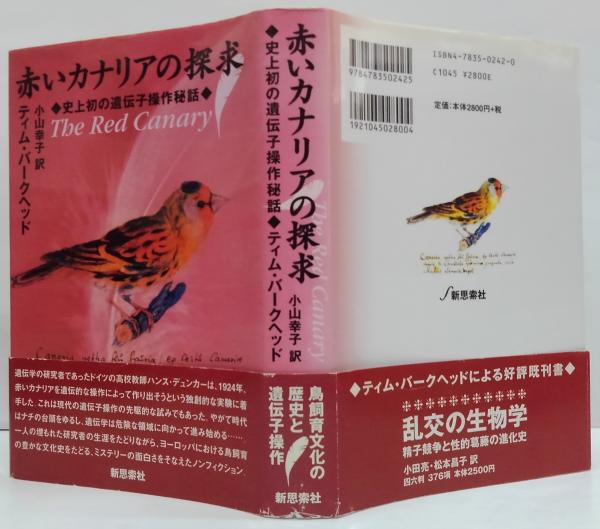 赤いカナリアの探求
◆史上初の遺伝子操作秘話◆
The Red Canary
小山幸子 訳
ティム・バークヘッド
遺伝学の研究者であったドイツの高校教師ハンス・デュンカーは、1924年、
赤いカナリアを遺伝的な操作によって作り出そうという独創的な実験に着
手した。これは現代の遺伝子操作の先駆的な試みであった。やがて時代
はナチの台頭をゆるし、遺伝学は危険な領域に向かって進み始める……。
一人の埋もれた研究者の生涯をたどりながら、ヨーロッパにおける鳥飼育
の豊かな文化史をたどる、ミステリーの面白さをそなえたノンフィクション。
新思索社
赤いカナリアの探求
◆史上初の遺伝子操作秘話◆
ティム・バークヘッド
小山幸子 訳
The Red Canary
鳥飼育文化の
歴史と
遺伝子操作
新思索社
ISBN4-7835-0242-0
C1045 ¥2800E
9784783502425
1921045028004
定価：本体2800円+税
新思索社
◆ティム・バークヘッドによる好評既刊書◆
乱交の生物学
精子競争と性的葛藤の進化史
小田亮・松本晶子 訳
四六判 376項 本体2500円